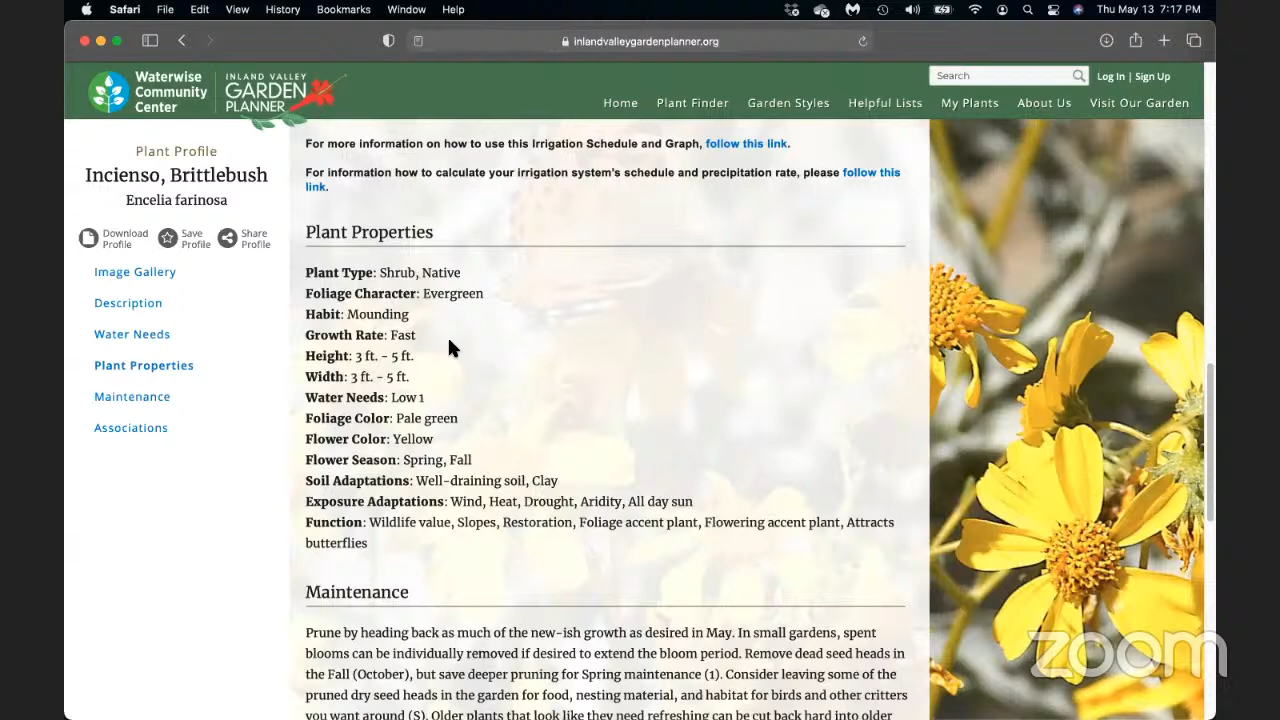 Safari File Edit View History Bookmarks Window Help Thu May 13 7:17 PM
inlandvalleygardenplanner.org
Waterwise
Community
Center
INLAND VALLEY
GARDEN
PLANNER
Search Log In | Sign Up
Home Plant Finder Garden Styles Helpful Lists My Plants About Us Visit Our Garden
Plant Profile
Incienso, Brittlebush
Encelia farinosa
Download
Profile
Save
Profile
Share
Profile
Image Gallery
Description
Water Needs
Plant Properties
Maintenance
Associations
For more information on how to use this Irrigation Schedule and Graph, follow this link.
For information how to calculate your irrigation system's schedule and precipitation rate, please follow this
link.
Plant Properties
Plant Type: Shrub, Native
Foliage Character: Evergreen
Habit: Mounding
Growth Rate: Fast
Height: 3 ft. - 5 ft.
Width: 3 ft. - 5 ft.
Water Needs: Low 1
Foliage Color: Pale green
Flower Color: Yellow
Flower Season: Spring, Fall
Soil Adaptations: Well-draining soil, Clay
Exposure Adaptations: Wind, Heat, Drought, Aridity, All day sun
Function: Wildlife value, Slopes, Restoration, Foliage accent plant, Flowering accent plant, Attracts
butterflies
Maintenance
Prune by heading back as much of the new-ish growth as desired in May. In small gardens, spent
blooms can be individually removed if desired to extend the bloom period. Remove dead seed heads in
the Fall (October), but save deeper pruning for Spring maintenance (1). Consider leaving some of the
pruned dry seed heads in the garden for food, nesting material, and habitat for birds and other critters
you want around (S). Older plants that look like they need refreshing can be cut back hard into older
zoom